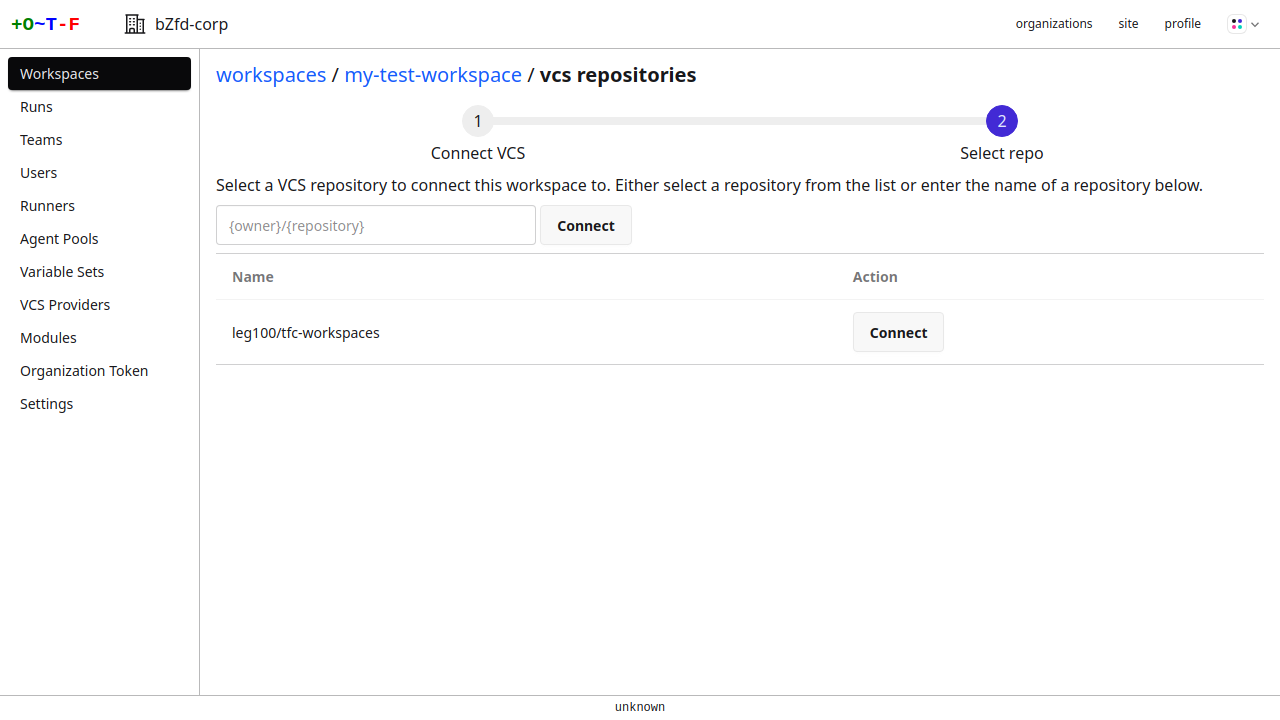 +O~T-F bZfd-corp organizations site profile
Workspaces
Runs
Teams
Users
Runners
Agent Pools
Variable Sets
VCS Providers
Modules
Organization Token
Settings
workspaces / my-test-workspace / vcs repositories
1 2
Connect VCS Select repo
Select a VCS repository to connect this workspace to. Either select a repository from the list or enter the name of a repository below.
{owner}/{repository} Connect
Name Action
leg100/tfc-workspaces Connect
unknown